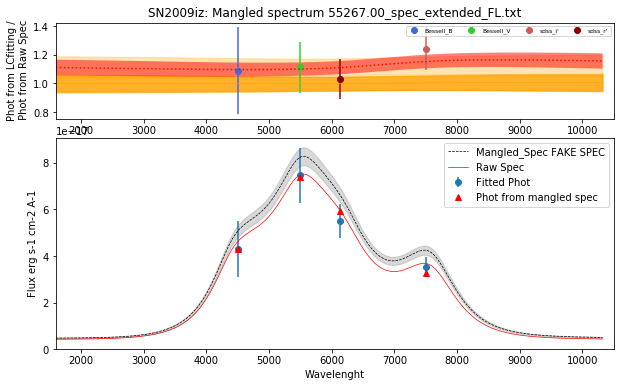 SN2009iz: Mangled spectrum 55267.00_spec_extended_FL.txt
Phot from LCfitting /
Phot from Raw Spec
1.4
1.2
1.0
0.8
Bessell_B Bessell_V sdss_i' sdss_r'
2000 3000 4000 5000 6000 7000 8000 9000 10000
1e−17
Flux erg s-1 cm-2 A-1
8
6
4
2
0
Mangled_Spec FAKE SPEC
Raw Spec
Fitted Phot
Phot from mangled spec
2000 3000 4000 5000 6000 7000 8000 9000 10000
Wavelenght